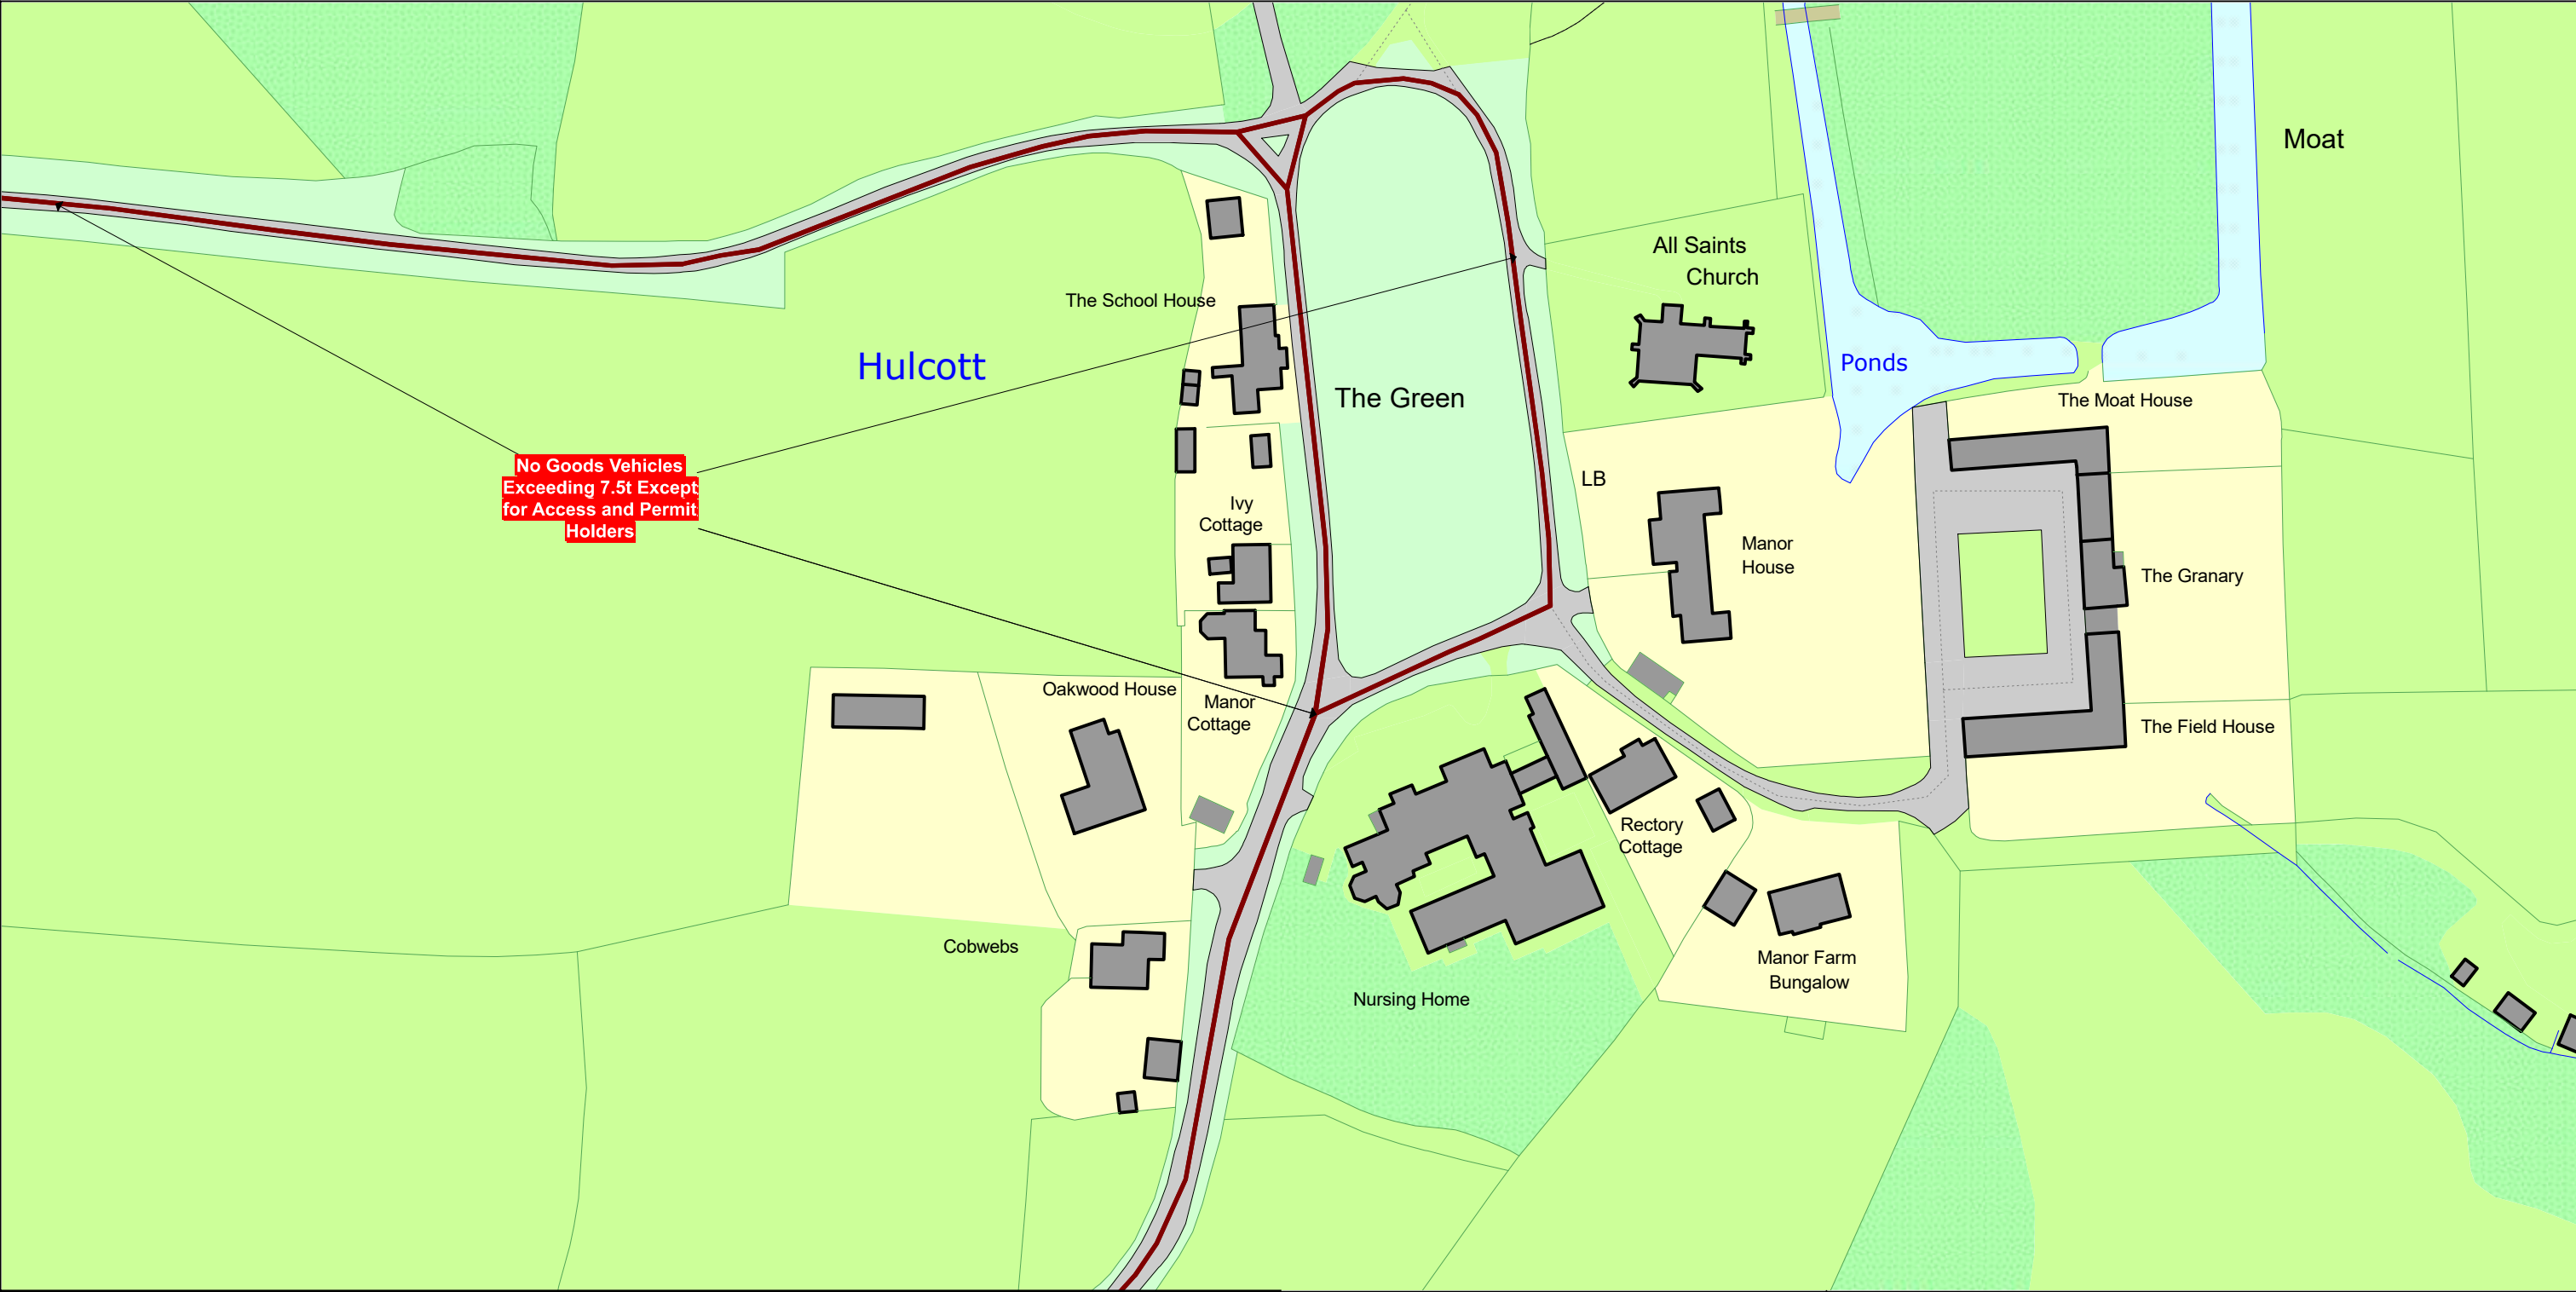 Moat
All Saints
Church
The School House
Hulcott
Ponds
The Green
The Moat House
No Goods Vehicles
Exceeding 7.5t Except
for Access and Permit
Holders
LB
Ivy
Cottage
Manor
House
The Granary
Oakwood House
Manor
Cottage
The Field House
Rectory
Cottage
Cobwebs
Manor Farm
Bungalow
Nursing Home